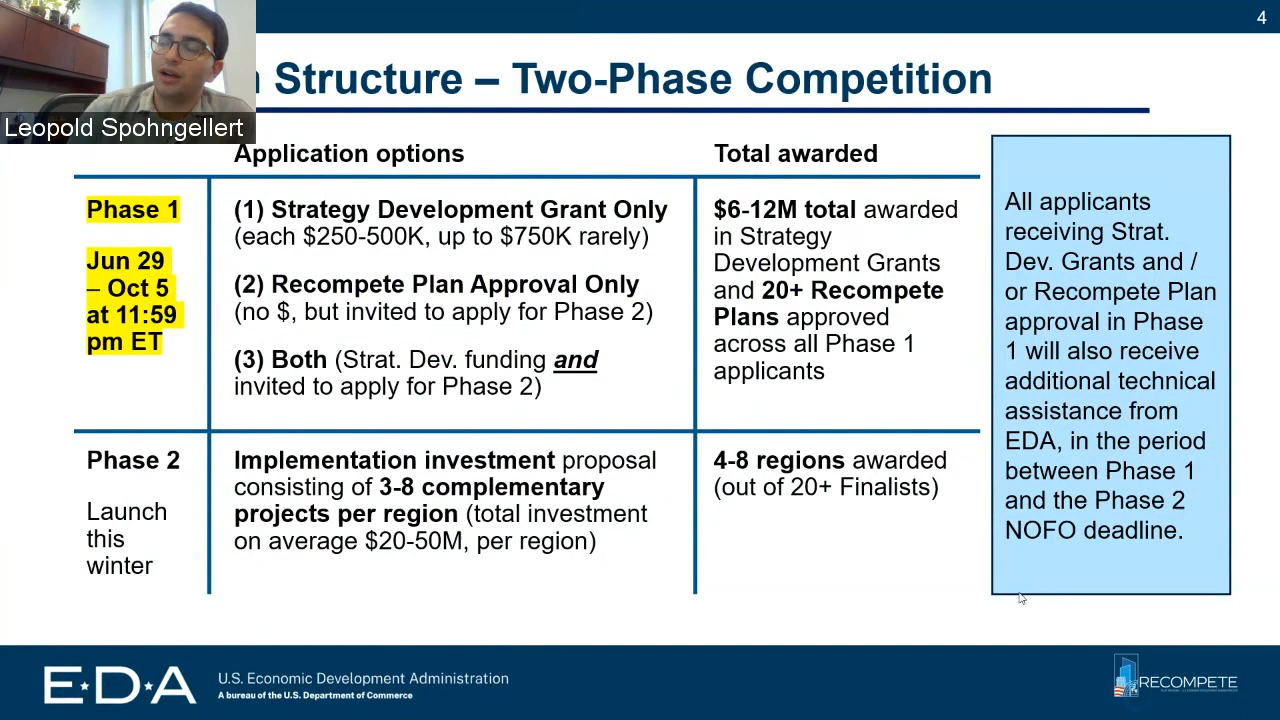 4
Structure – Two-Phase Competition
Leopold Spohngellert
Application options
Total awarded
Phase 1
Jun 29
– Oct 5
at 11:59
pm ET
(1) Strategy Development Grant Only
(each $250-500K, up to $750K rarely)
(2) Recompete Plan Approval Only
(no $, but invited to apply for Phase 2)
(3) Both (Strat. Dev. funding and
invited to apply for Phase 2)
$6-12M total awarded
in Strategy
Development Grants
and 20+ Recompete
Plans approved
across all Phase 1
applicants
Phase 2
Launch
this
winter
Implementation investment proposal
consisting of 3-8 complementary
projects per region (total investment
on average $20-50M, per region)
4-8 regions awarded
(out of 20+ Finalists)
All applicants
receiving Strat.
Dev. Grants and /
or Recompete Plan
approval in Phase
1 will also receive
additional technical
assistance from
EDA, in the period
between Phase 1
and the Phase 2
NOFO deadline.
E★D★A
U.S. Economic Development Administration
A bureau of the U.S. Department of Commerce
RECOMPETE